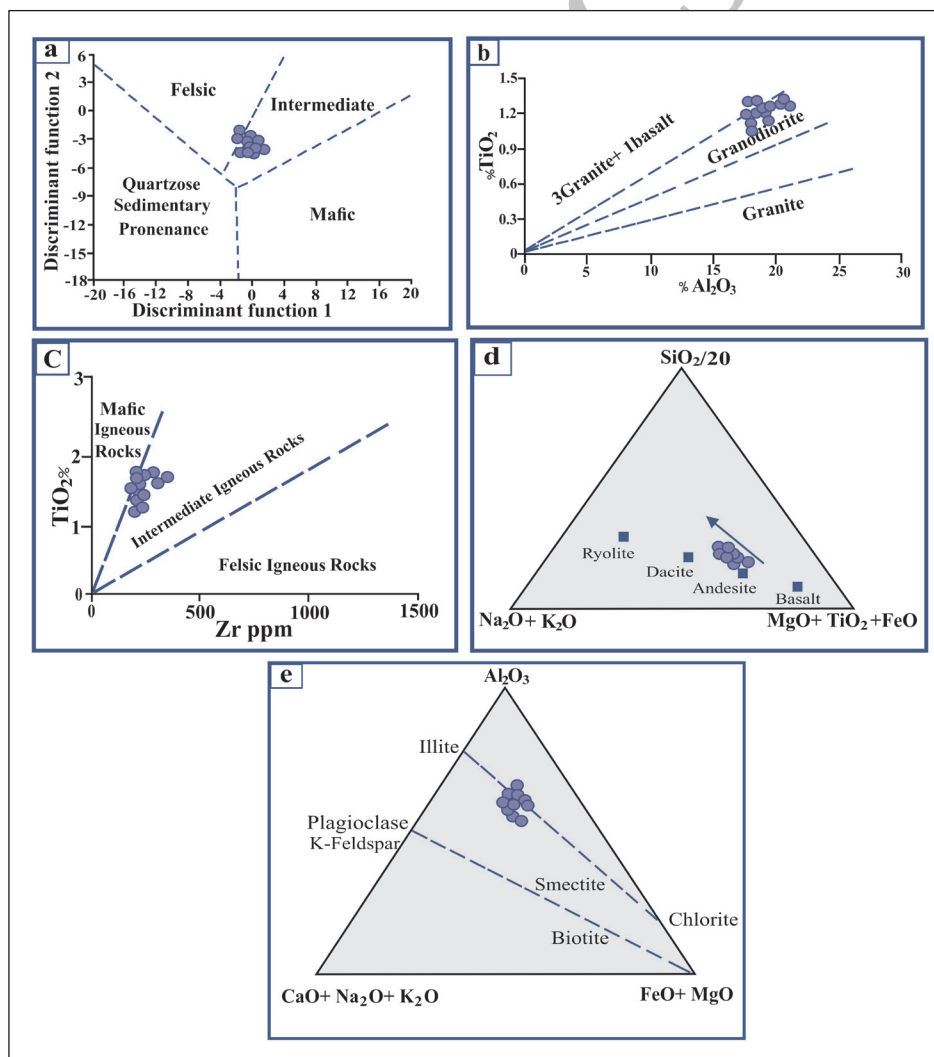 a
6
3
0
-3
-6
-9
-12
-15
-18
Discriminant function 2
Felsic
Intermediate
Quartzose
Sedimentary
Pronenance
Mafic
-20 -16 -12 -8 -4 0 4 8 12 16 20
Discriminant function 1
b
1.5
1.2
0.9
0.6
0.3
0
%TiO₂
3Granite+ 1basalt
Granodiorite
Granite
0 5 10 15 20 25 30
% Al₂O₃
C
3
2
1
0
TiO₂%
Mafic
Igneous
Rocks
Intermediate Igneous Rocks
Felsic Igneous Rocks
0 500 1000 1500
Zr ppm
d
SiO₂/20
Ryolite
Dacite
Andesite
Basalt
Na₂O+ K₂O
MgO+ TiO₂ +FeO
e
Al₂O₃
Illite
Plagioclase
K-Feldspar
Smectite
Chlorite
Biotite
CaO+ Na₂O+ K₂O
FeO+ MgO